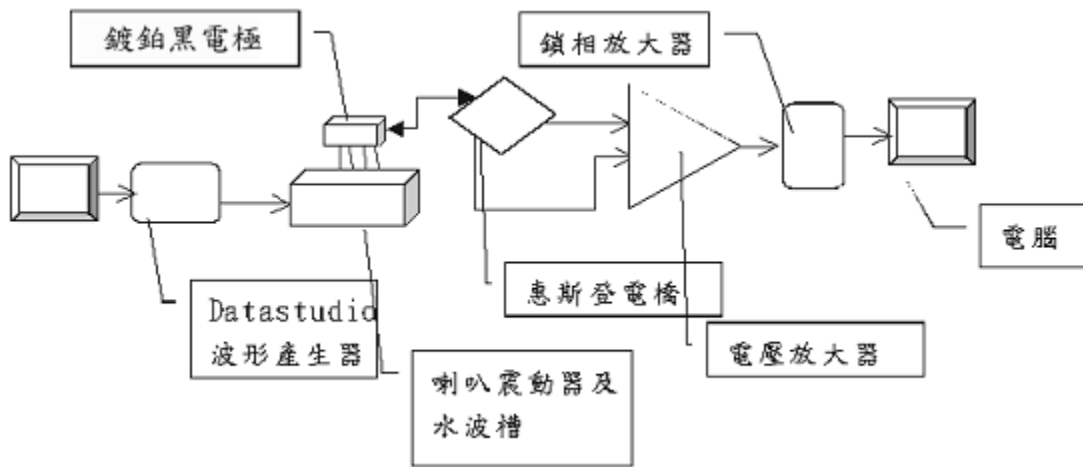 鍍鉑黑電極
鎖相放大器
電腦
惠斯登電橋
Datastudio
波形產生器
電壓放大器
喇叭震動器及
水波槽